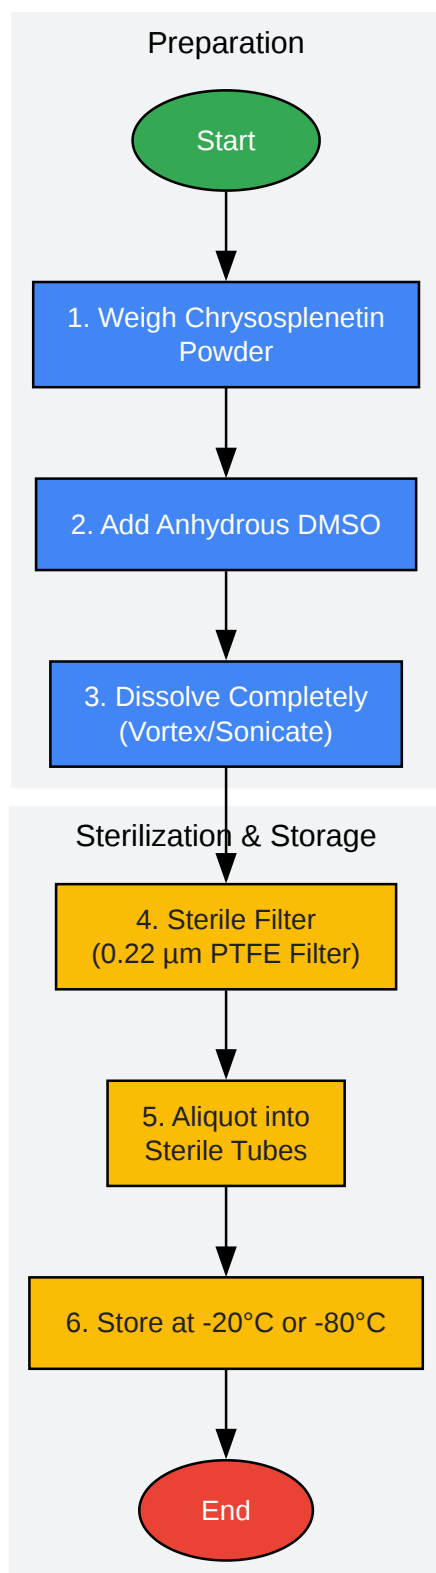 Preparation
Start
1. Weigh Chrysosplenetin
Powder
2. Add Anhydrous DMSO
3. Dissolve Completely
(Vortex/Sonicate)
Sterilization & Storage
4. Sterile Filter
(0.22 µm PTFE Filter)
5. Aliquot into
Sterile Tubes
6. Store at -20°C or -80°C
End